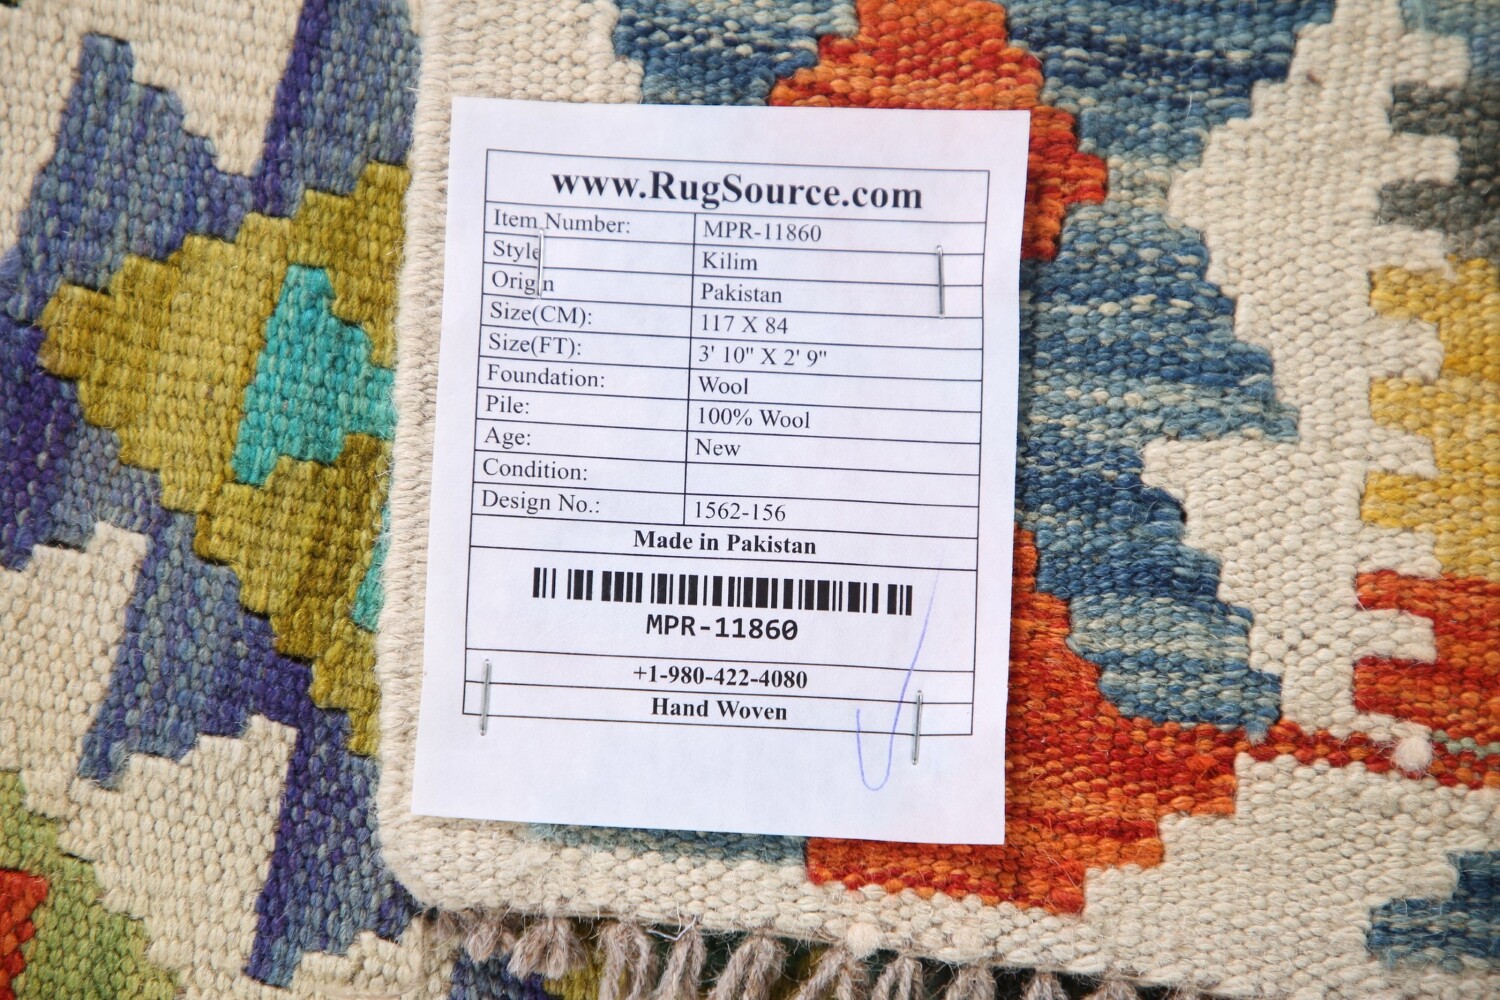 www.RugSource.com
Item Number: MPR-11860
Style Kilim
Origin Pakistan
Size(CM): 117 X 84
Size(FT): 3' 10" X 2' 9"
Foundation: Wool
Pile: 100% Wool
Age: New
Condition:
Design No.: 1562-156
Made in Pakistan
MPR-11860
+1-980-422-4080
Hand Woven